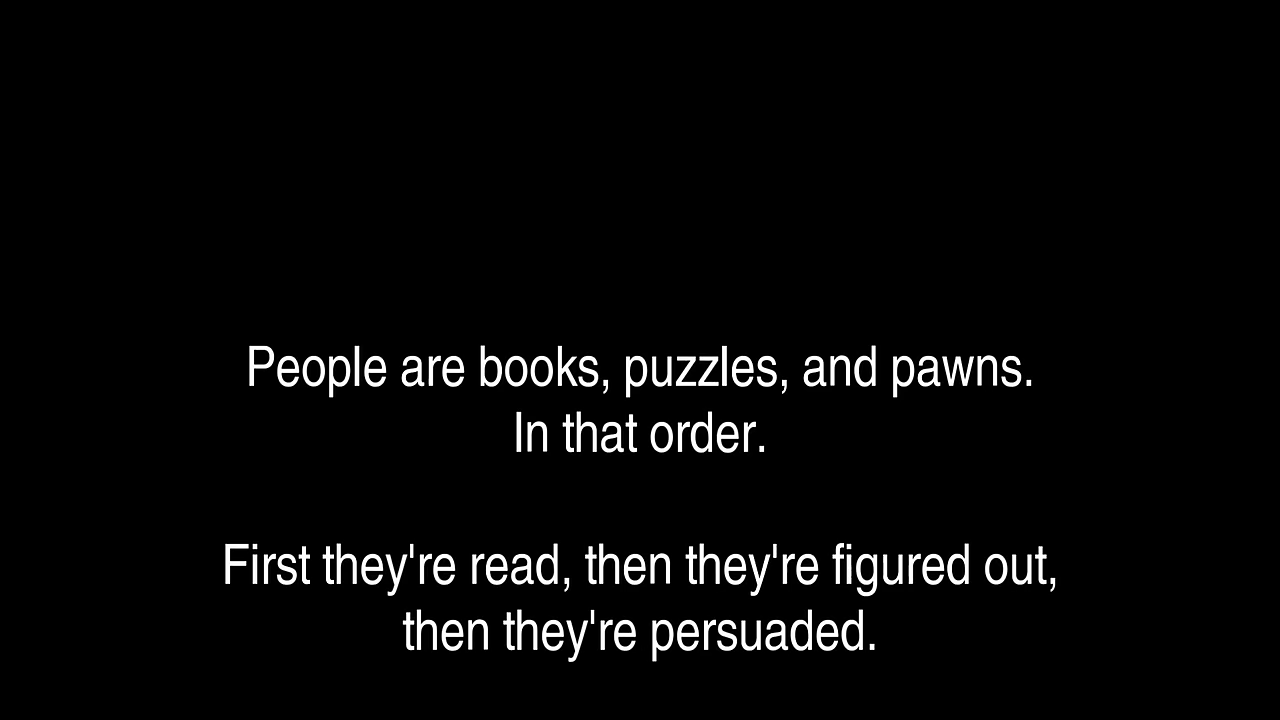 People are books, puzzles, and pawns.
In that order.
First they're read, then they're figured out,
then they're persuaded.